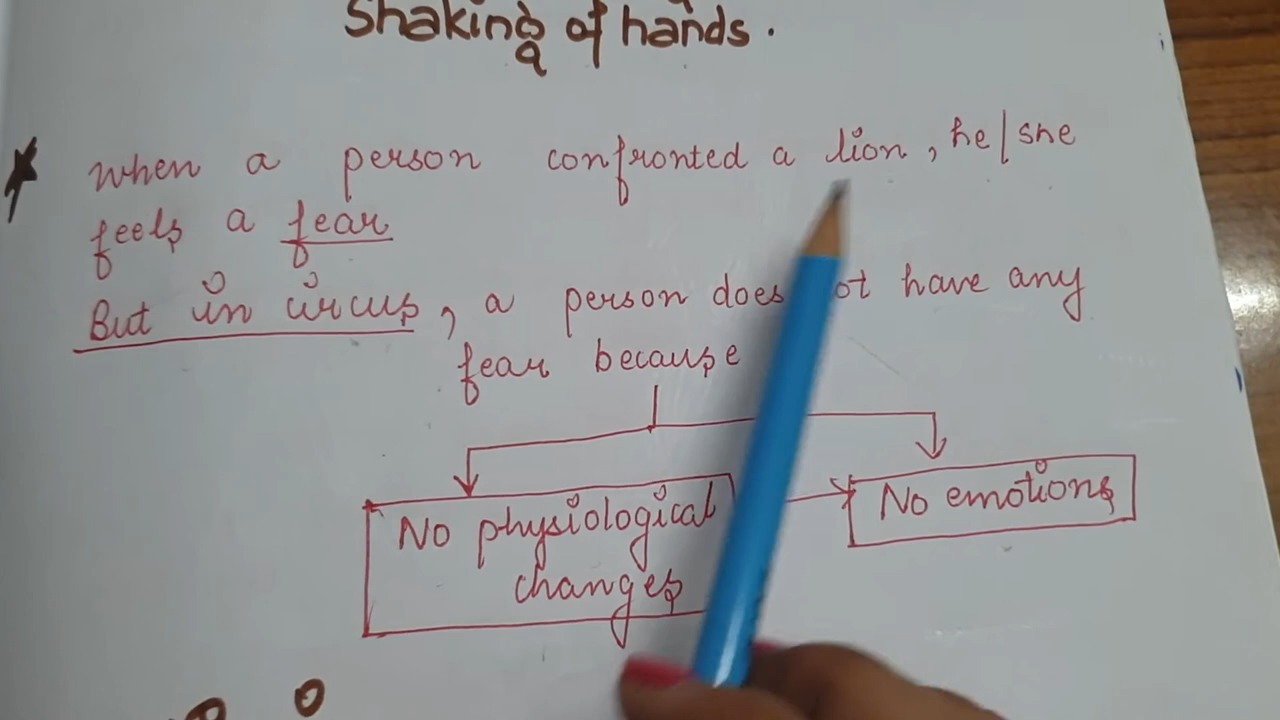 Shaking of hands.
When a person confronted a lion, he/she
feels a fear
But in circus, a person does ot have any
fear because
No physiological
changes
No emotions